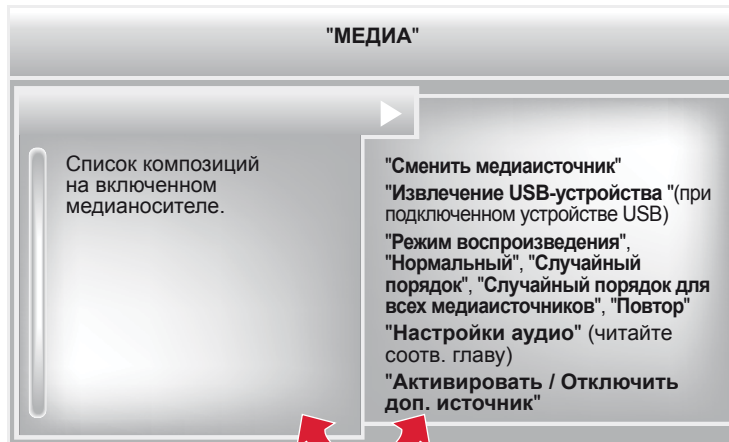 "МЕДИА"
Список композиций
на включенном
медианосителе.
"Сменить медиаисточник"
"Извлечение USB-устройства "(при
подключенном устройстве USB)
"Режим воспроизведения",
"Нормальный", "Случайный
порядок", "Случайный порядок для
всех медиаисточников", "Повтор"
"Настройки аудио" (читайте
соотв. главу)
"Активировать / Отключить
доп. источник"